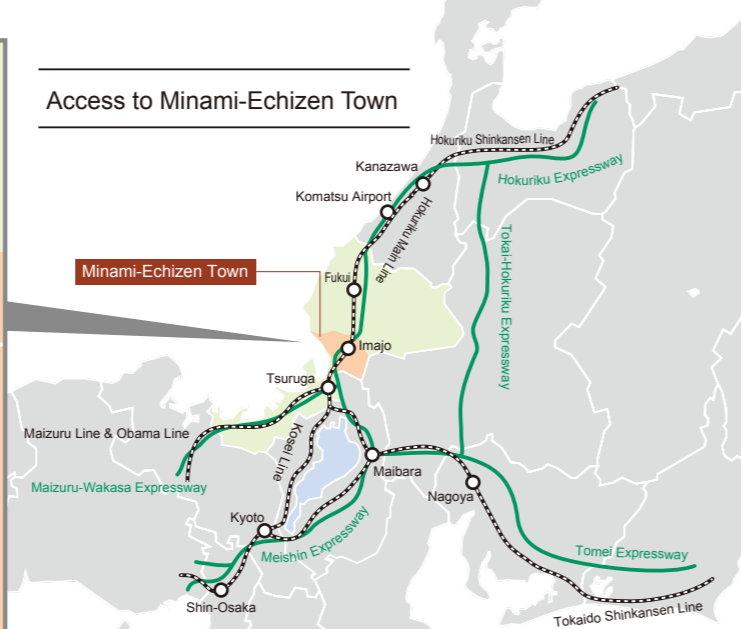 Access to Minami-Echizen Town
Hokuriku Shinkansen Line
Kanazawa
Hokuriku Expressway
Komatsu Airport
Hokuriku Main Line
Tokai-Hokuriku Expressway
Minami-Echizen Town
Fukui
Imajo
Tsuruga
Maizuru Line & Obama Line
Kosei Line
Maibara
Maizuru-Wakasa Expressway
Nagoya
Kyoto
Meishin Expressway
Tomei Expressway
Shin-Osaka
Tokaido Shinkansen Line